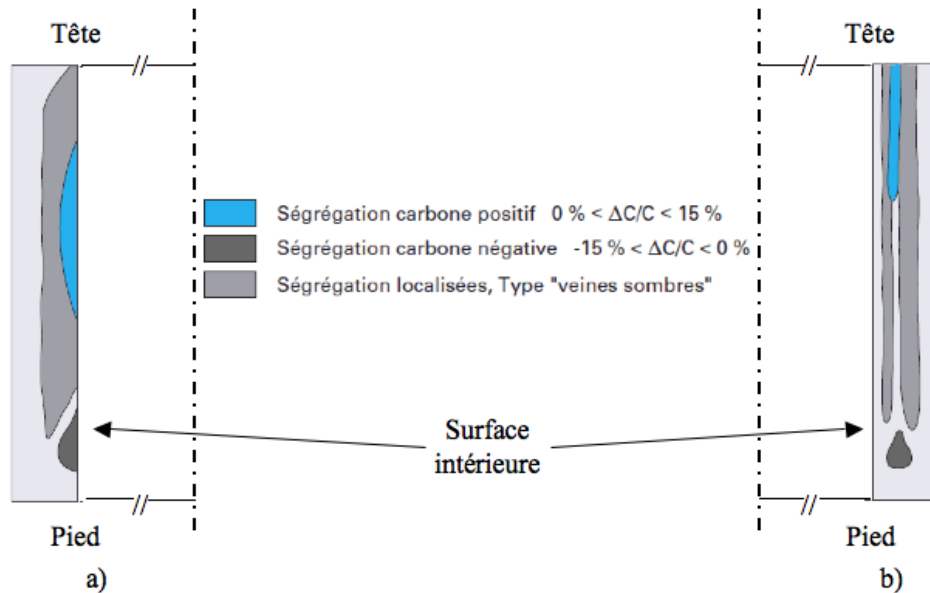 Tête
Tête
Ségrégation carbone positif 0 % < ΔC/C < 15 %
Ségrégation carbone négative -15 % < ΔC/C < 0 %
Ségrégation localisées, Type "veines sombres"
Surface
intérieure
Pied
Pied
a)
b)